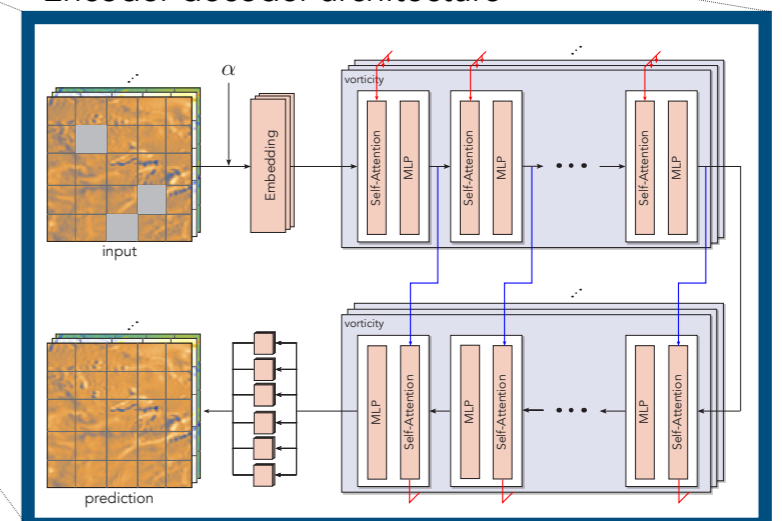 Encoder-decoder architecture
α
input
Embedding
vorticity
Self-Attention
MLP
Self-Attention
MLP
Self-Attention
MLP
vorticity
MLP
Self-Attention
MLP
Self-Attention
MLP
Self-Attention
prediction